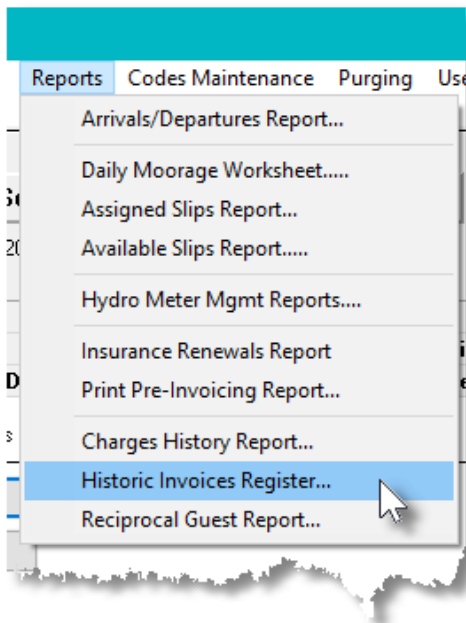 Reports Codes Maintenance Purging Use
Arrivals/Departures Report...
Daily Moorage Worksheet.....
Assigned Slips Report...
Available Slips Report.....
Hydro Meter Mgmt Reports....
Insurance Renewals Report
Print Pre-Invoicing Report...
Charges History Report...
Historic Invoices Register...
Reciprocal Guest Report...